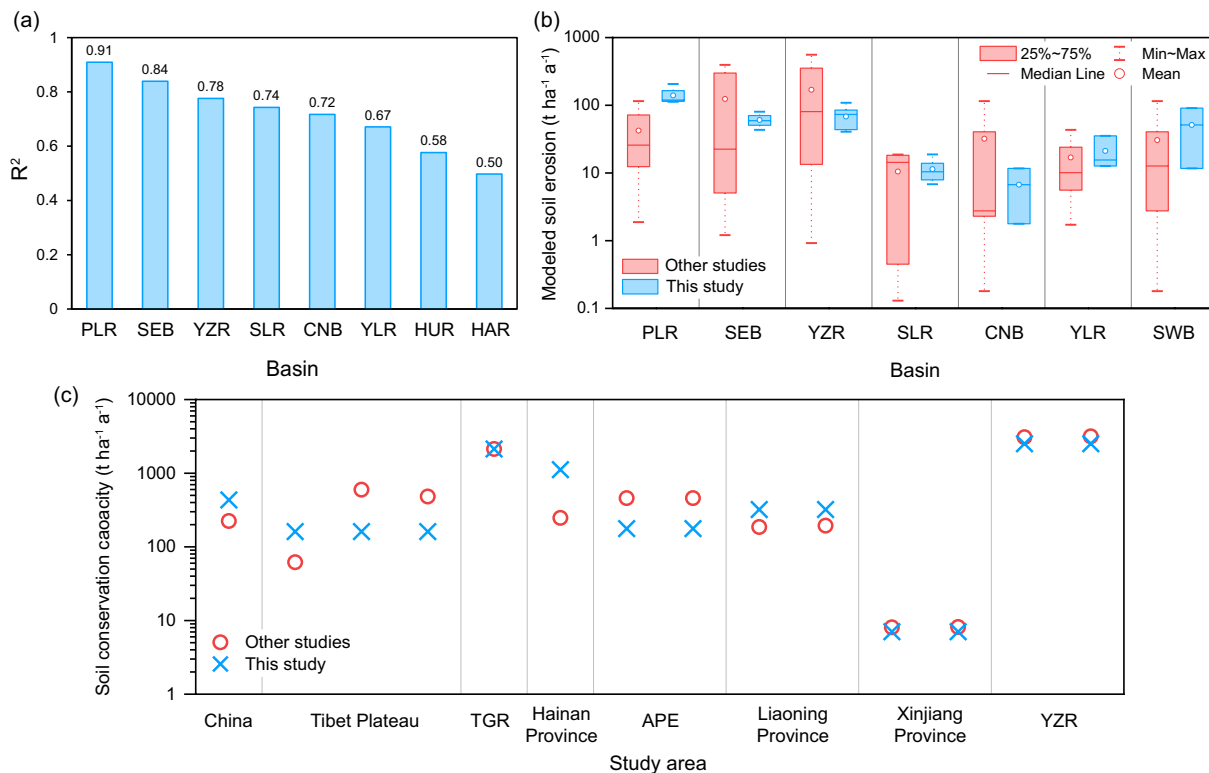 (a)
R²
1
0.8
0.6
0.4
0.2
0
0.91
0.84
0.78
0.74
0.72
0.67
0.58
0.50
PLR SEB YZR SLR CNB YLR HUR HAR
Basin
(b)
Modeled soil erosion (t ha⁻¹ a⁻¹)
1000
100
10
1
0.1
25%~75%
Min~Max
Median Line
Mean
Other studies
This study
PLR SEB YZR SLR CNB YLR SWB
Basin
(c)
Soil conservation caoacity (t ha⁻¹ a⁻¹)
10000
1000
100
10
1
Other studies
This study
China
Tibet Plateau
TGR
Hainan
Province
APE
Liaoning
Province
Xinjiang
Province
YZR
Study area